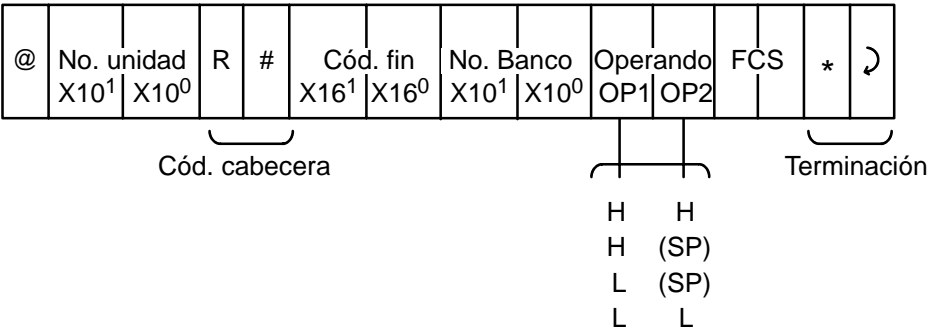 @ No. unidad R # Cód. fin No. Banco Operando FCS * ⤸
X10¹ X10⁰ X16¹ X16⁰ X10¹ X10⁰ OP1 OP2
Cód. cabecera Terminación
H H
H (SP)
L (SP)
L L